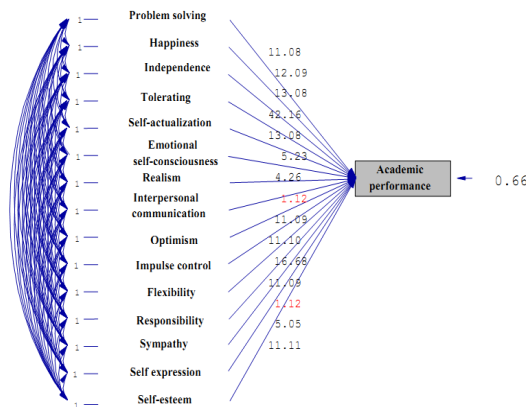 1 Problem solving
1 Happiness
11.08
1 Independence
12.09
1 Tolerating
13.08
42.16
1 Self-actualization
13.08
1 Emotional
self-consciousness
5.23
1 Realism
4.26
Academic
performance
0.66
1 Interpersonal
communication
1.12
11.09
1 Optimism
11.10
1 Impulse control
16.68
1 Flexibility
11.09
1.12
1 Responsibility
5.05
1 Sympathy
11.11
1 Self expression
1 Self-esteem